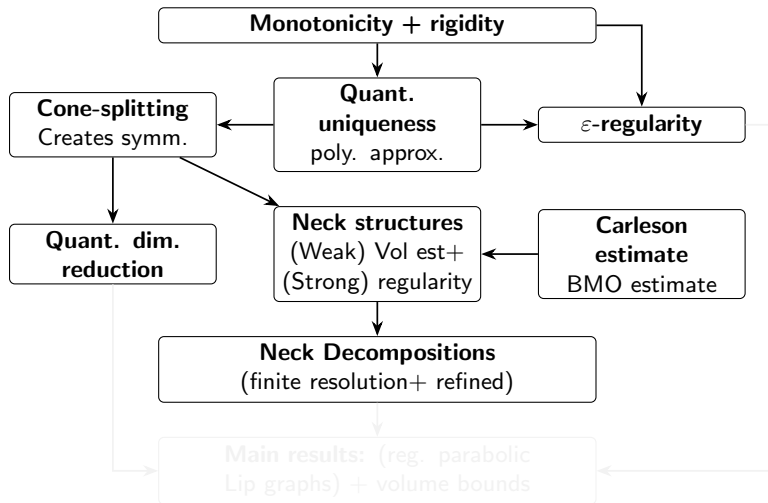 Monotonicity + rigidity
Quant.
uniqueness
poly. approx.
Cone-splitting
Creates symm.
ε-regularity
Neck structures
(Weak) Vol est+
(Strong) regularity
Carleson
estimate
BMO estimate
Quant. dim.
reduction
Neck Decompositions
(finite resolution+ refined)
Main results: (reg. parabolic
Lip graphs) + volume bounds